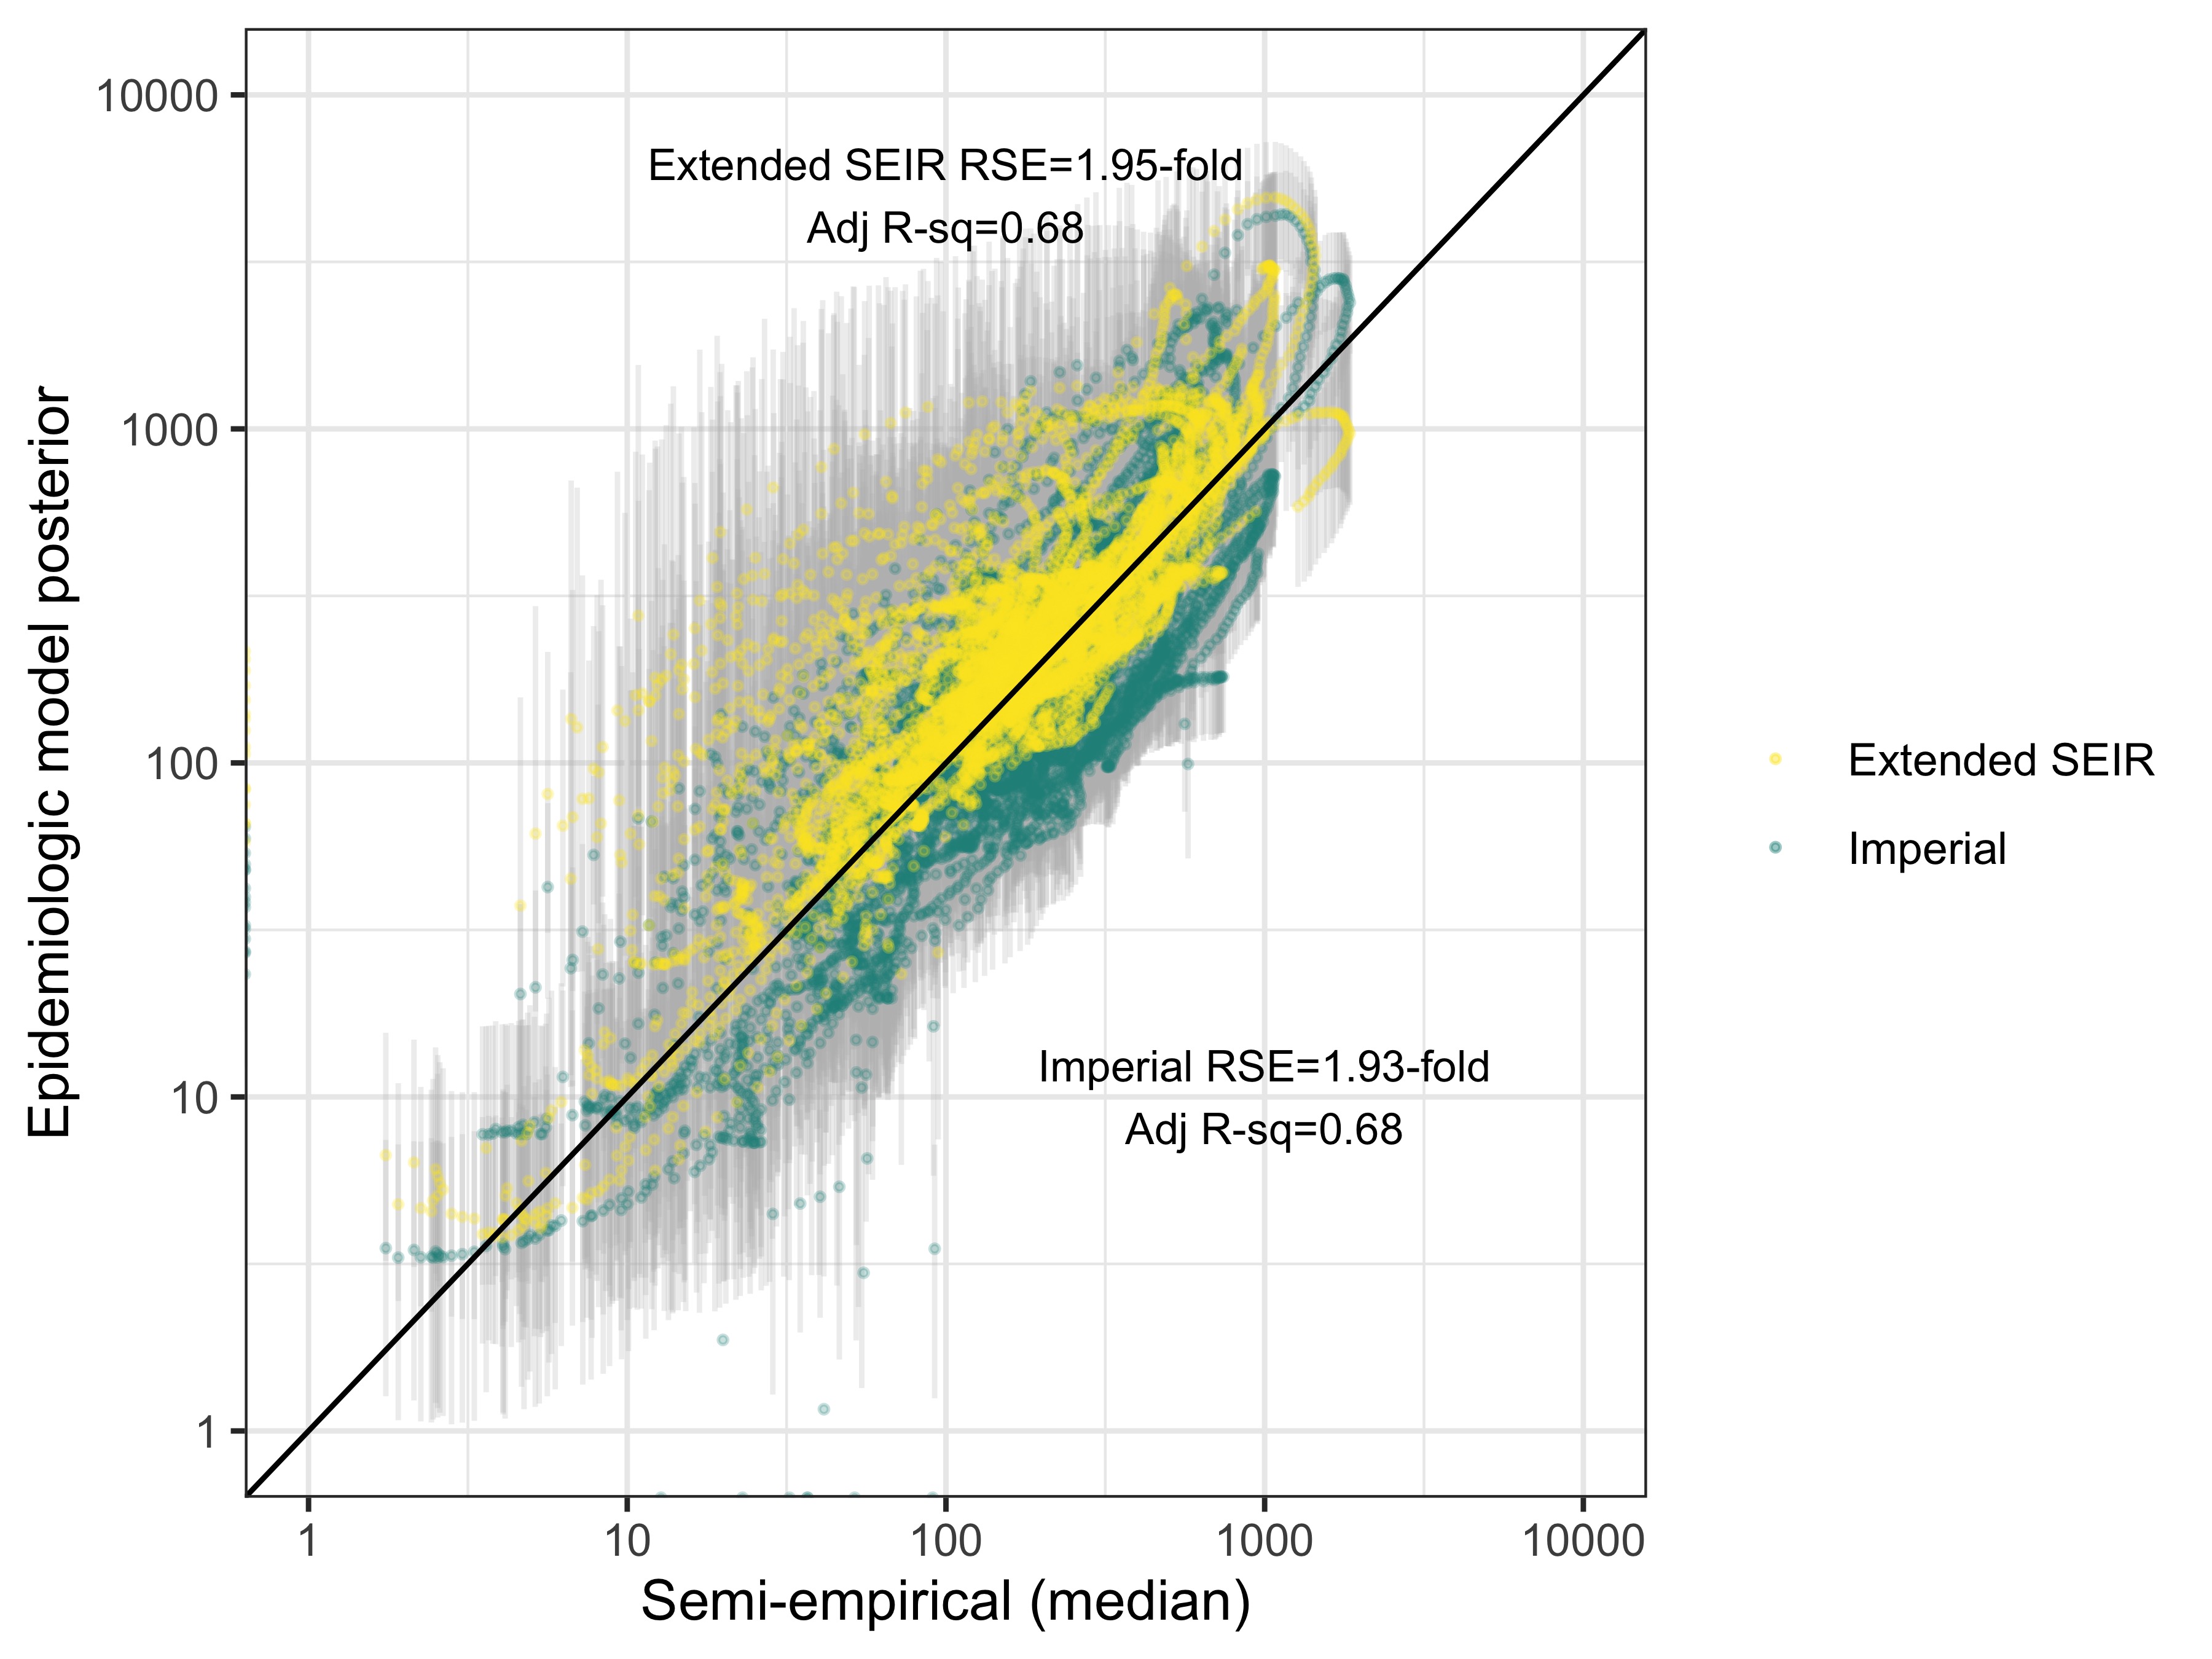 Epidemiologic model posterior
10000
1000
100
10
1
Extended SEIR RSE=1.95-fold
Adj R-sq=0.68
Imperial RSE=1.93-fold
Adj R-sq=0.68
1
10
100
1000
10000
Semi-empirical (median)
Extended SEIR
Imperial